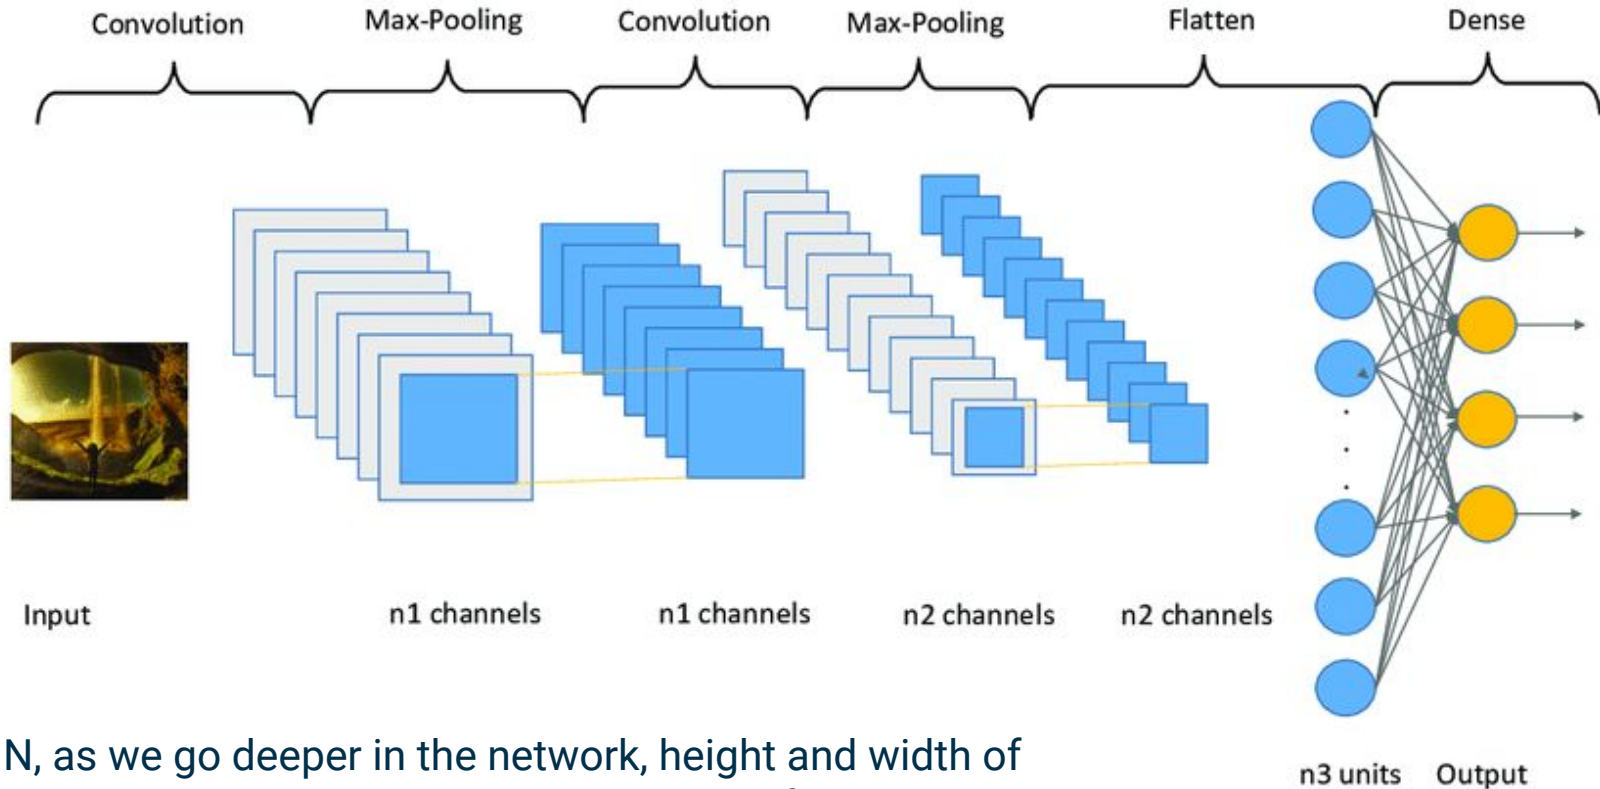 Convolution Max-Pooling Convolution Max-Pooling Flatten Dense
Input n1 channels n1 channels n2 channels n2 channels
N, as we go deeper in the network, height and width of
n3 units Output